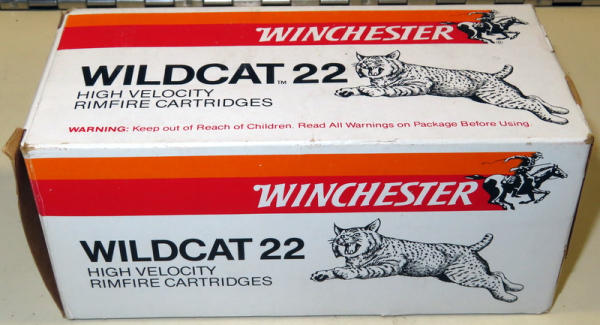 WINCHESTER
®
WILDCAT™ 22
HIGH VELOCITY
RIMFIRE CARTRIDGES
WARNING: Keep out of Reach of Children. Read All Warnings on Package Before Using.
WINCHESTER
WILDCAT 22
HIGH VELOCITY
RIMFIRE CARTRIDGES